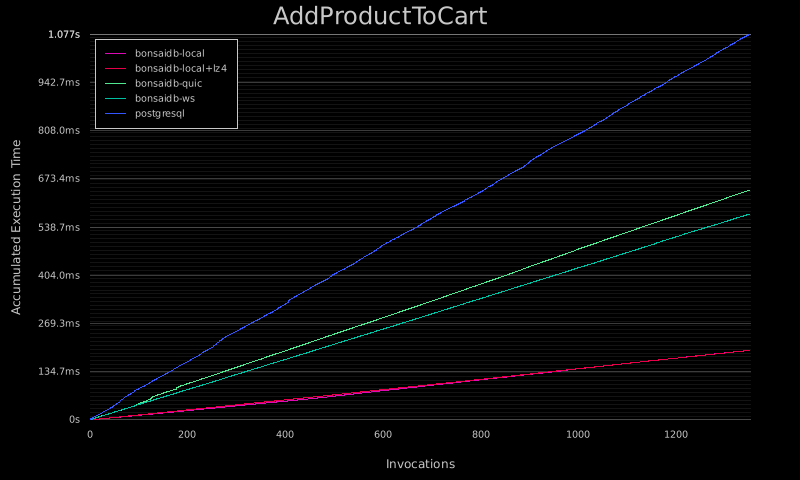 AddProductToCart
1.077s
942.7ms
808.0ms
673.4ms
538.7ms
404.0ms
269.3ms
134.7ms
0s
bonsaidb-local
bonsaidb-local+lz4
bonsaidb-quic
bonsaidb-ws
postgresql
Accumulated Execution Time
0 200 400 600 800 1000 1200
Invocations